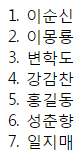 1. 이순신
2. 이몽룡
3. 변학도
4. 강감찬
5. 홍길동
6. 성춘향
7. 일지매